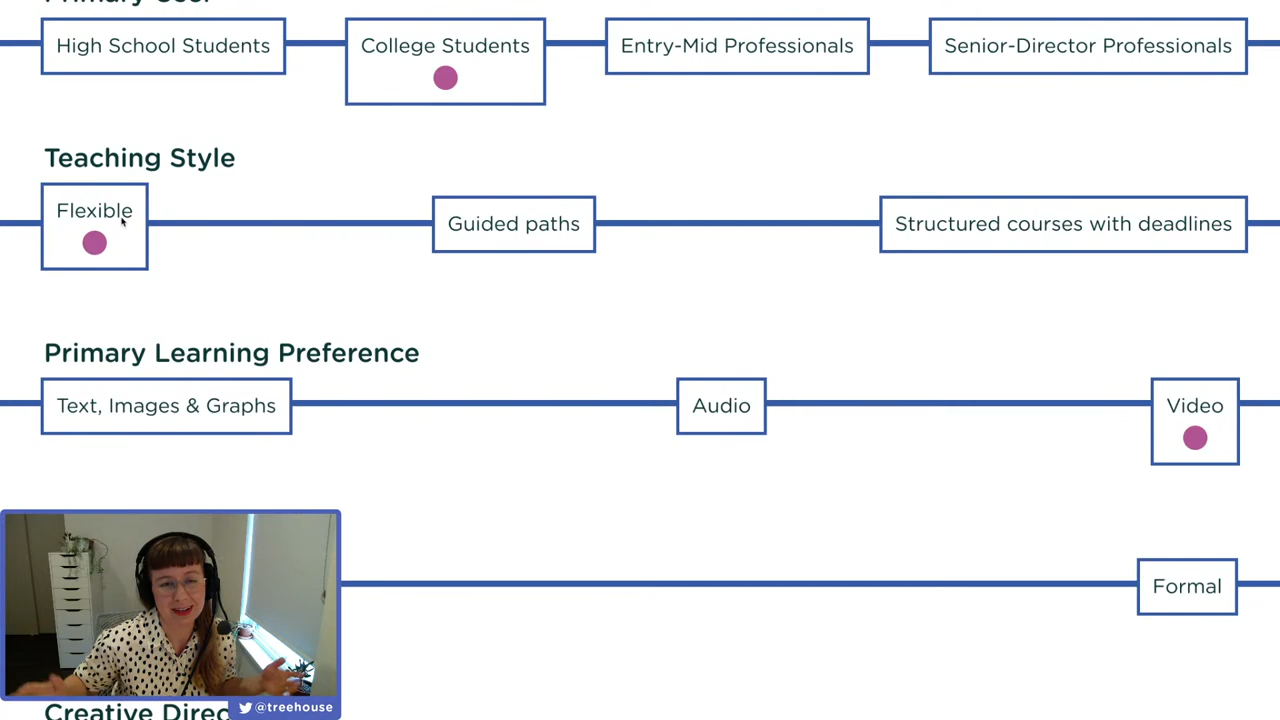 High School Students
College Students
Entry-Mid Professionals
Senior-Director Professionals
Teaching Style
Flexible
Guided paths
Structured courses with deadlines
Primary Learning Preference
Text, Images & Graphs
Audio
Video
Formal
Creative
@treehouse